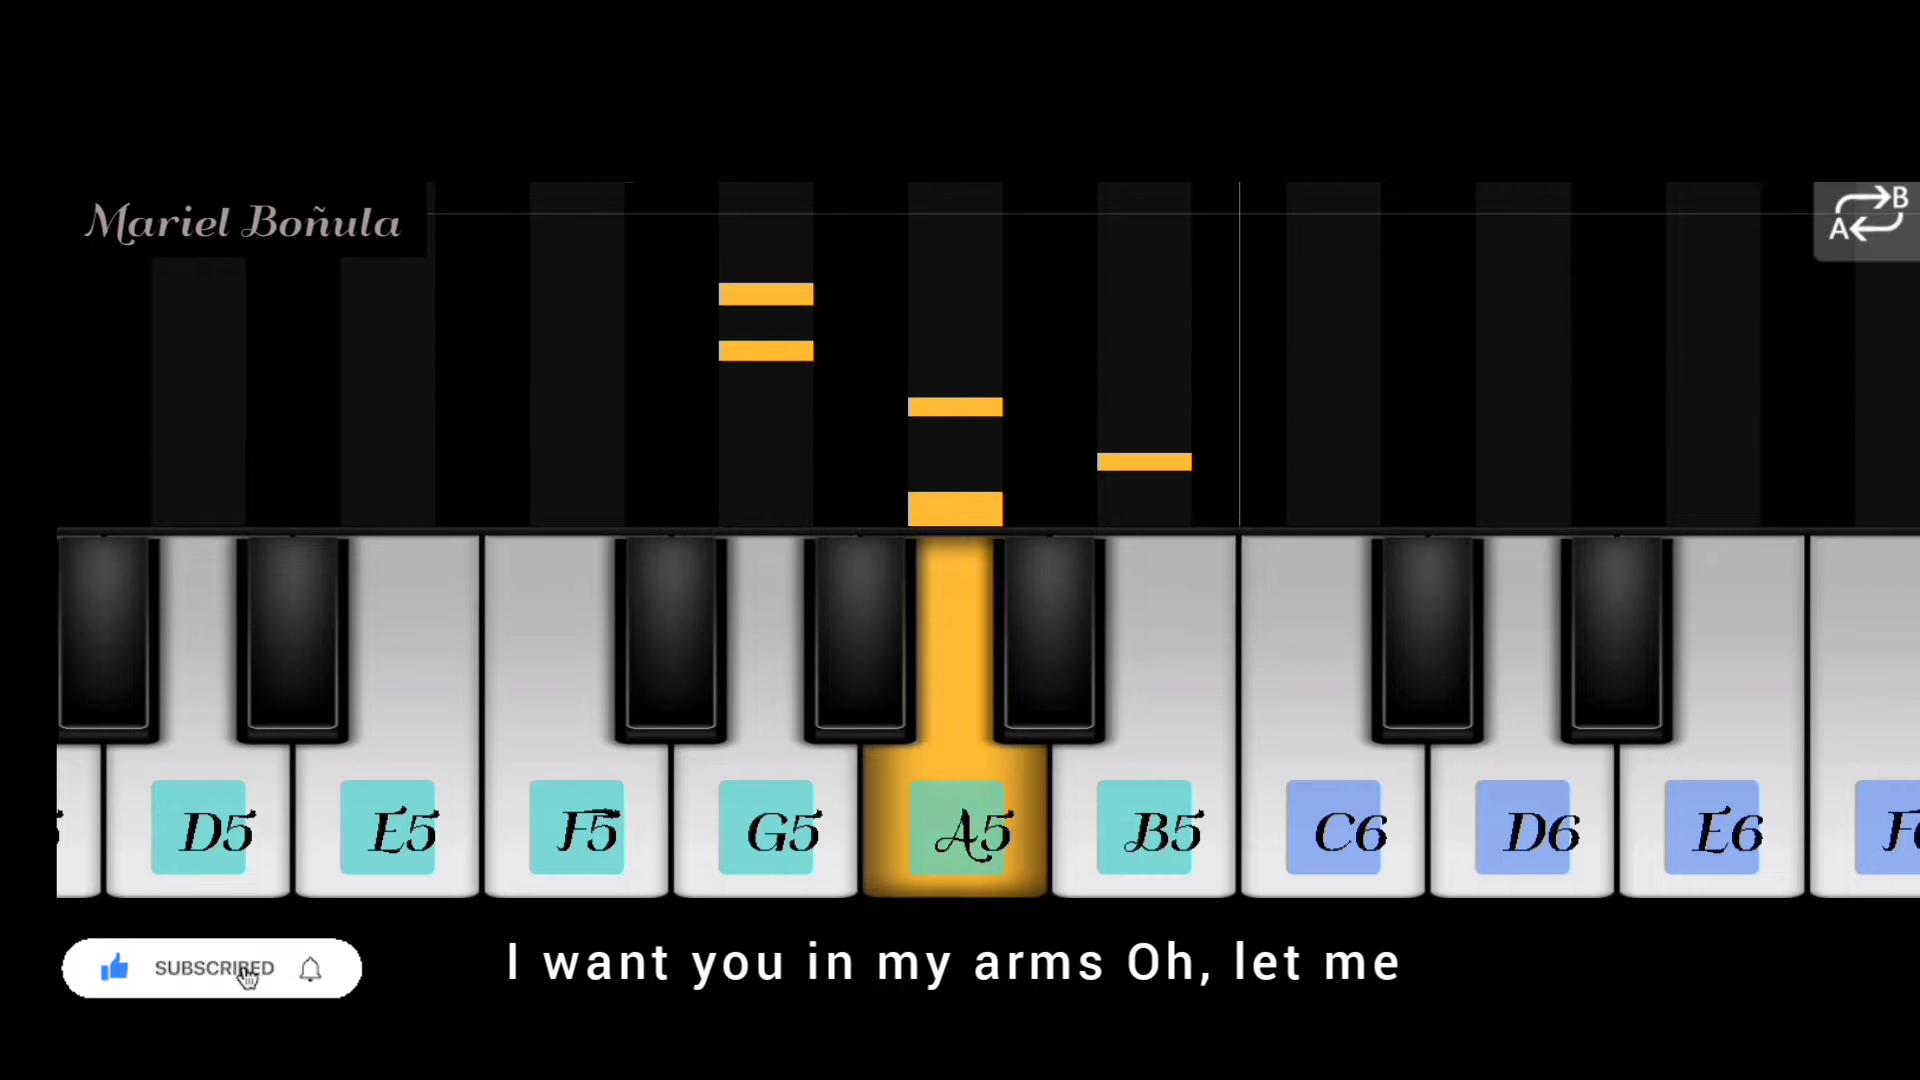 Mariel Boñula
A B
D5 E5 F5 G5 A5 B5 C6 D6 E6
SUBSCRIBED
I want you in my arms Oh, let me